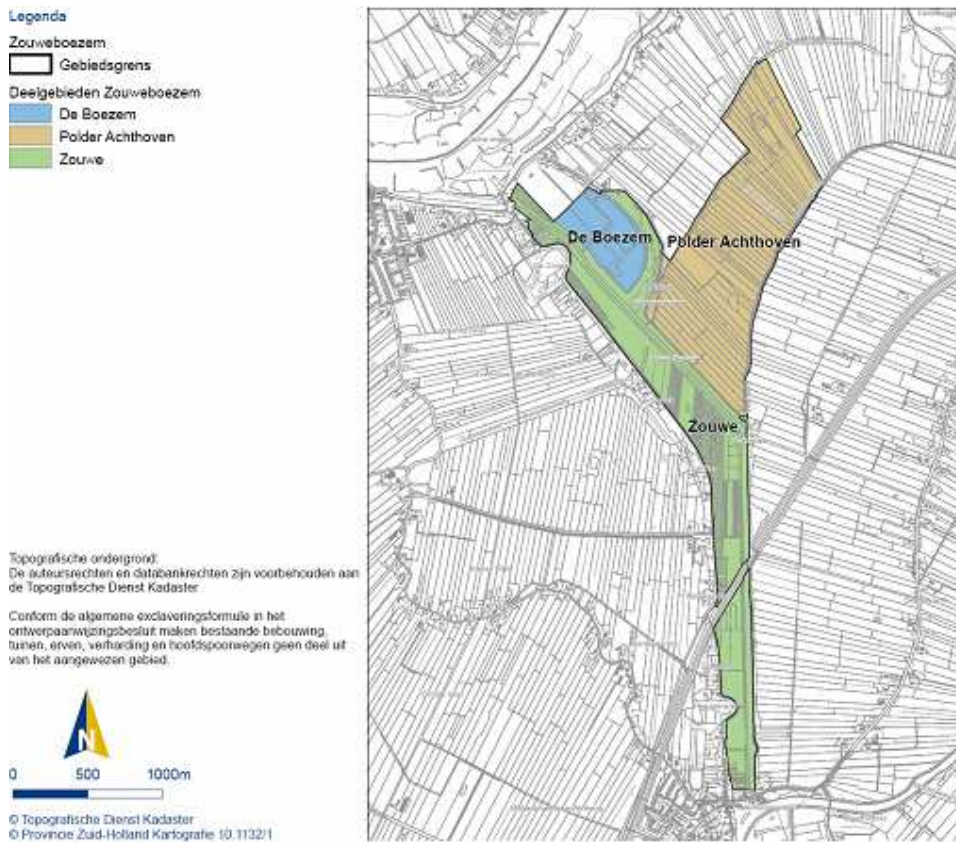 Legenda
Zouweboezem
Gebiedsgrens
Deelgebieden Zouweboezem
De Boezem
Polder Achthoven
Zouwe
De Boezem
Polder Achthoven
Zouwe
Topografische ondergrond:
De auteursrechten en databankrechten zijn voorbehouden aan
de Topografische Dienst Kadaster
Conform de algemene exclaveringsformule in het
ontwerpaanwijzingsbesluit maken bestaande bebouwing,
tuinen, erven, verharding en hoofdspoorwegen geen deel uit
van het aangewezen gebied.
N
0 500 1000m
© Topografische Dienst Kadaster
© Provincie Zuid-Holland Kartografie 10.1132/1